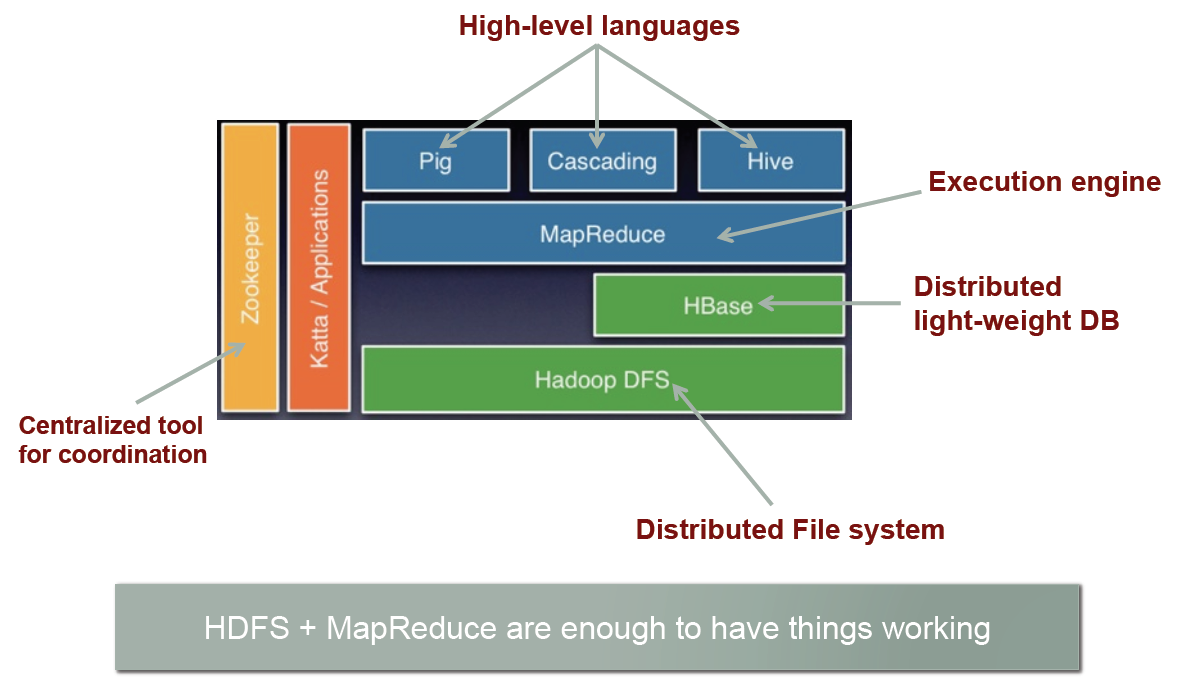 High-level languages
Pig
Cascading
Hive
Execution engine
MapReduce
Zookeeper
Katta / Applications
HBase
Distributed
light-weight DB
Hadoop DFS
Centralized tool
for coordination
Distributed File system
HDFS + MapReduce are enough to have things working